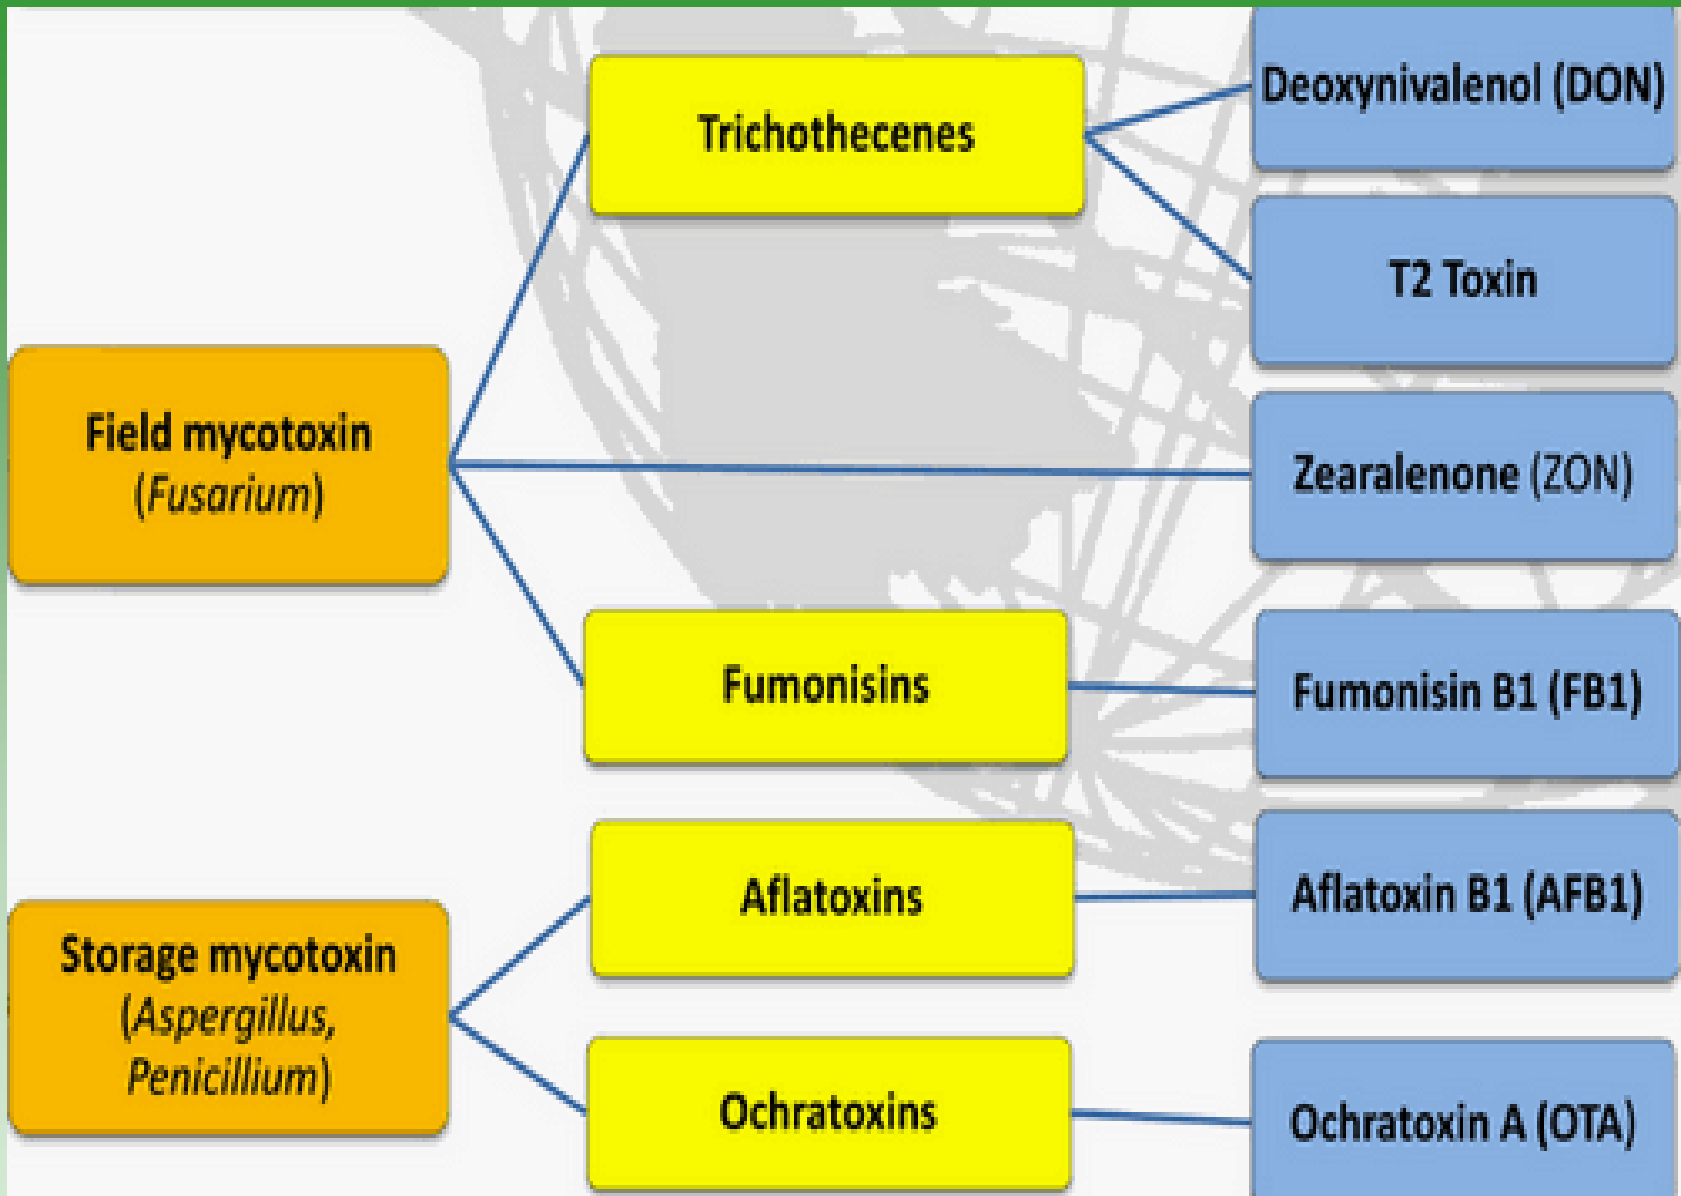 Trichothecenes
Deoxynivalenol (DON)
T2 Toxin
Field mycotoxin
(Fusarium)
Zearalenone (ZON)
Fumonisins
Fumonisin B1 (FB1)
Aflatoxins
Aflatoxin B1 (AFB1)
Storage mycotoxin
(Aspergillus,
Penicillium)
Ochratoxins
Ochratoxin A (OTA)